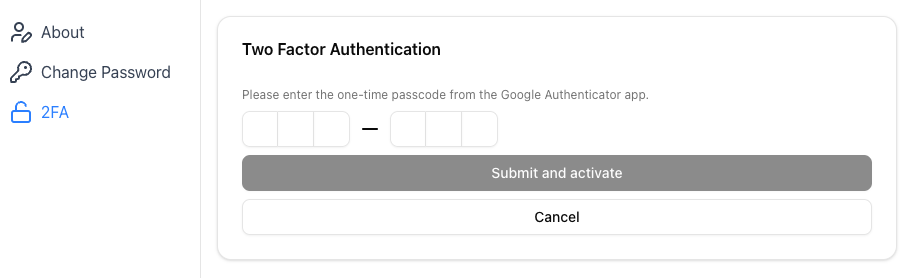 About
Change Password
2FA
Two Factor Authentication
Please enter the one-time passcode from the Google Authenticator app.
Submit and activate
Cancel